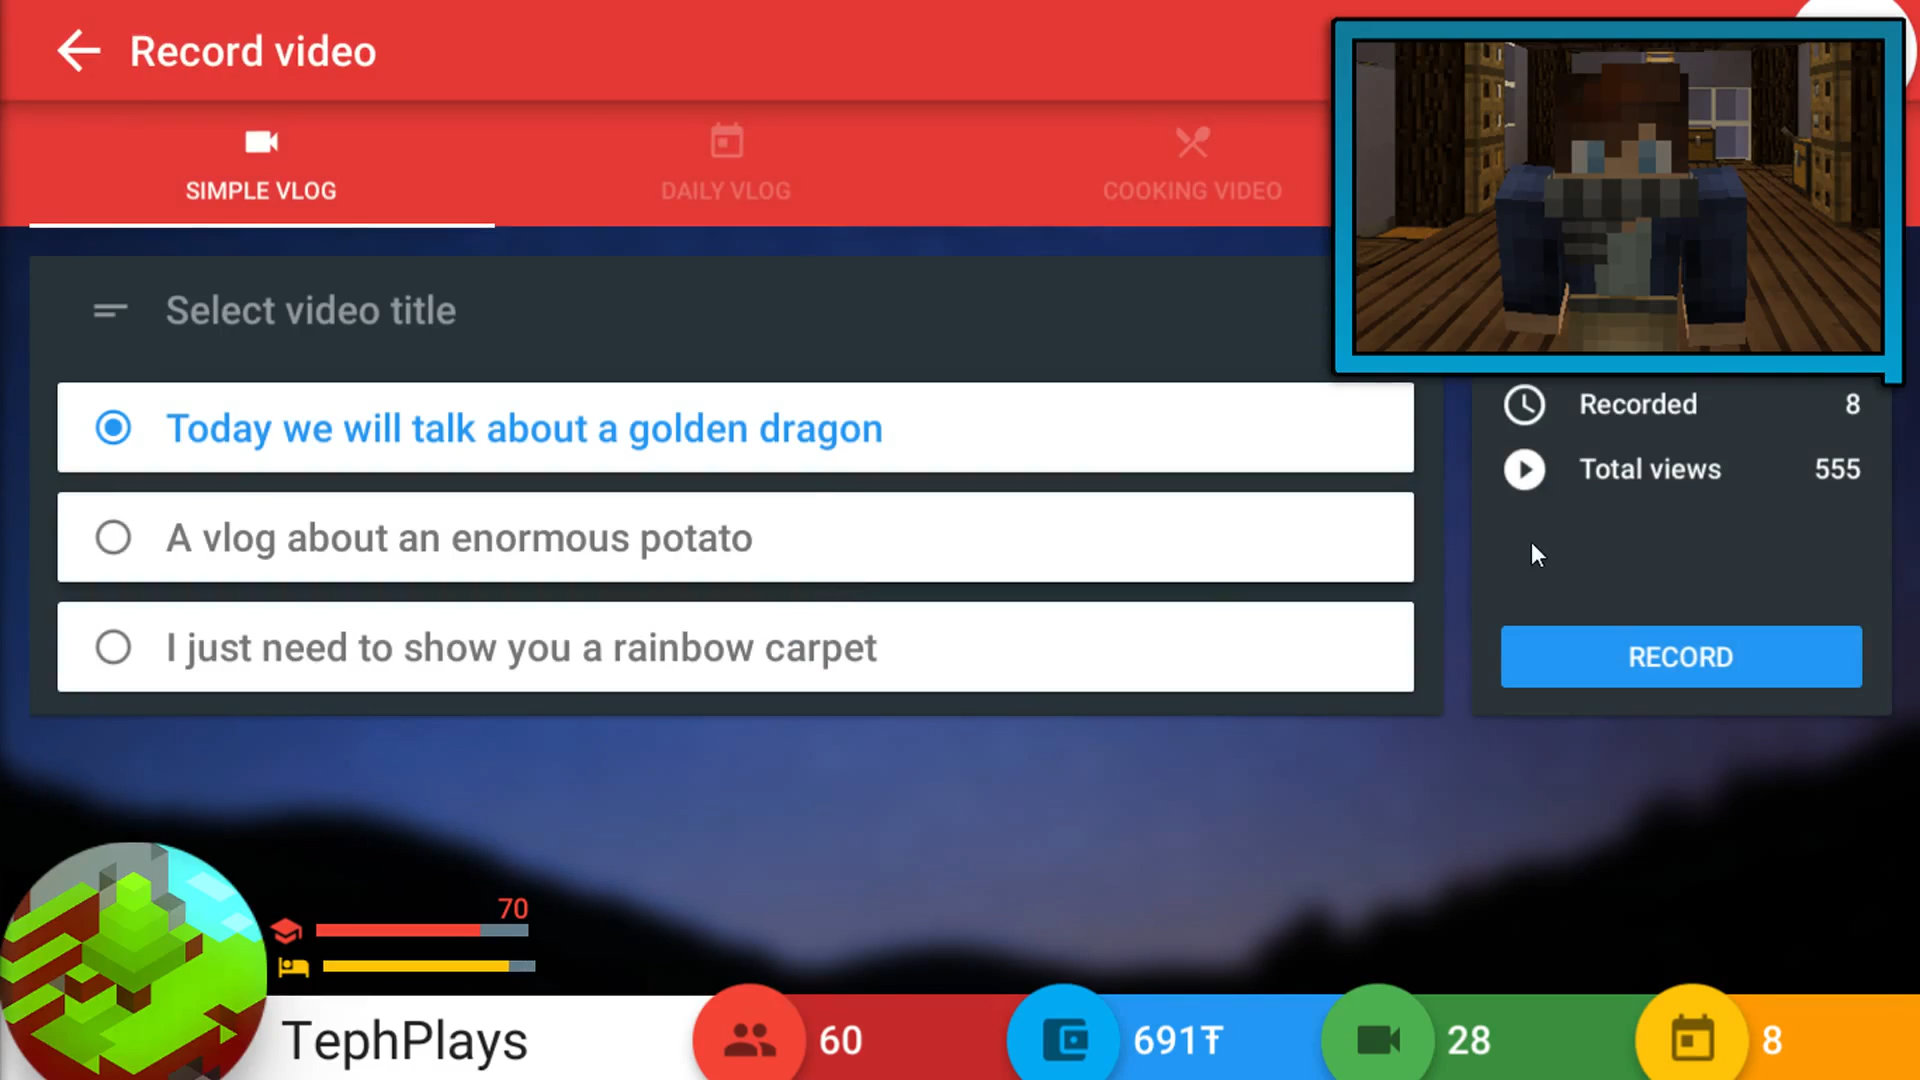 Record video
SIMPLE VLOG
DAILY VLOG
COOKING VIDEO
Select video title
Today we will talk about a golden dragon
A vlog about an enormous potato
I just need to show you a rainbow carpet
Recorded 8
Total views 555
RECORD
70
TephPlays
60
691Ŧ
28
8